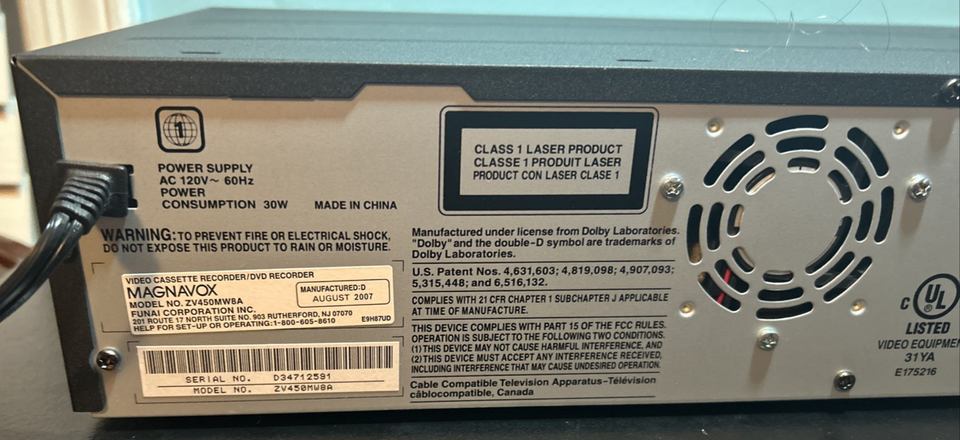 1
POWER SUPPLY
AC 120V~ 60Hz
POWER
CONSUMPTION 30W
MADE IN CHINA
WARNING: TO PREVENT FIRE OR ELECTRICAL SHOCK,
DO NOT EXPOSE THIS PRODUCT TO RAIN OR MOISTURE.
VIDEO CASSETTE RECORDER/DVD RECORDER
MAGNAVOX
MODEL NO. ZV450MW8A
FUNAI CORPORATION INC.
201 ROUTE 17 NORTH SUITE NO. 903 RUTHERFORD, NJ 07070
HELP FOR SET-UP OR OPERATING:1-800-605-8610
MANUFACTURED:D
AUGUST 2007
E9H87UD
SERIAL NO. D34712591
MODEL NO. ZV450MW8A
CLASS 1 LASER PRODUCT
CLASSE 1 PRODUIT LASER
PRODUCT CON LASER CLASE 1
Manufactured under license from Dolby Laboratories.
"Dolby" and the double-D symbol are trademarks of
Dolby Laboratories.
U.S. Patent Nos. 4,631,603; 4,819,098; 4,907,093;
5,315,448; and 6,516,132.
COMPLIES WITH 21 CFR CHAPTER 1 SUBCHAPTER J APPLICABLE
AT TIME OF MANUFACTURE.
THIS DEVICE COMPLIES WITH PART 15 OF THE FCC RULES.
OPERATION IS SUBJECT TO THE FOLLOWING TWO CONDITIONS.
(1) THIS DEVICE MAY NOT CAUSE HARMFUL INTERFERENCE, AND
(2) THIS DEVICE MUST ACCEPT ANY INTERFERENCE RECEIVED,
INCLUDING INTERFERENCE THAT MAY CAUSE UNDESIRED OPERATION.
Cable Compatible Television Apparatus-Télévision
câblocompatible, Canada
C UL
LISTED
VIDEO EQUIPMEN
31YA
E175216